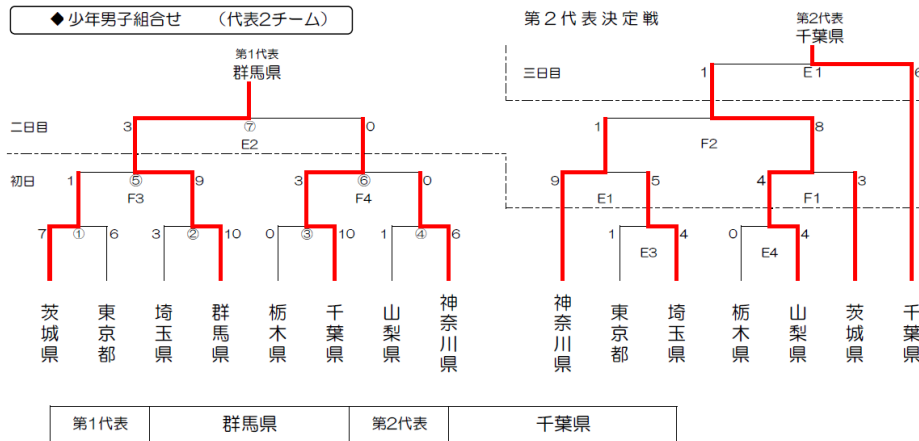 ◆ 少年男子組合せ （代表2チーム）
第1代表
群馬県
二日目
3 ⑦ 0
E2
初日
1 ⑤ 9 3 ⑥ 0
F3 F4
7 ① 6 3 ② 10 0 ③ 10 1 ④ 6
茨城県 東京都 埼玉県 群馬県 栃木県 千葉県 山梨県 神奈川県
第２代表決定戦
第2代表
千葉県
三日目
1 E1 6
1 8
F2
9 5 4 3
E1 F1
1 4 0 4
E3 E4
神奈川県 東京都 埼玉県 栃木県 山梨県 茨城県 千葉県
第1代表 群馬県 第2代表 千葉県